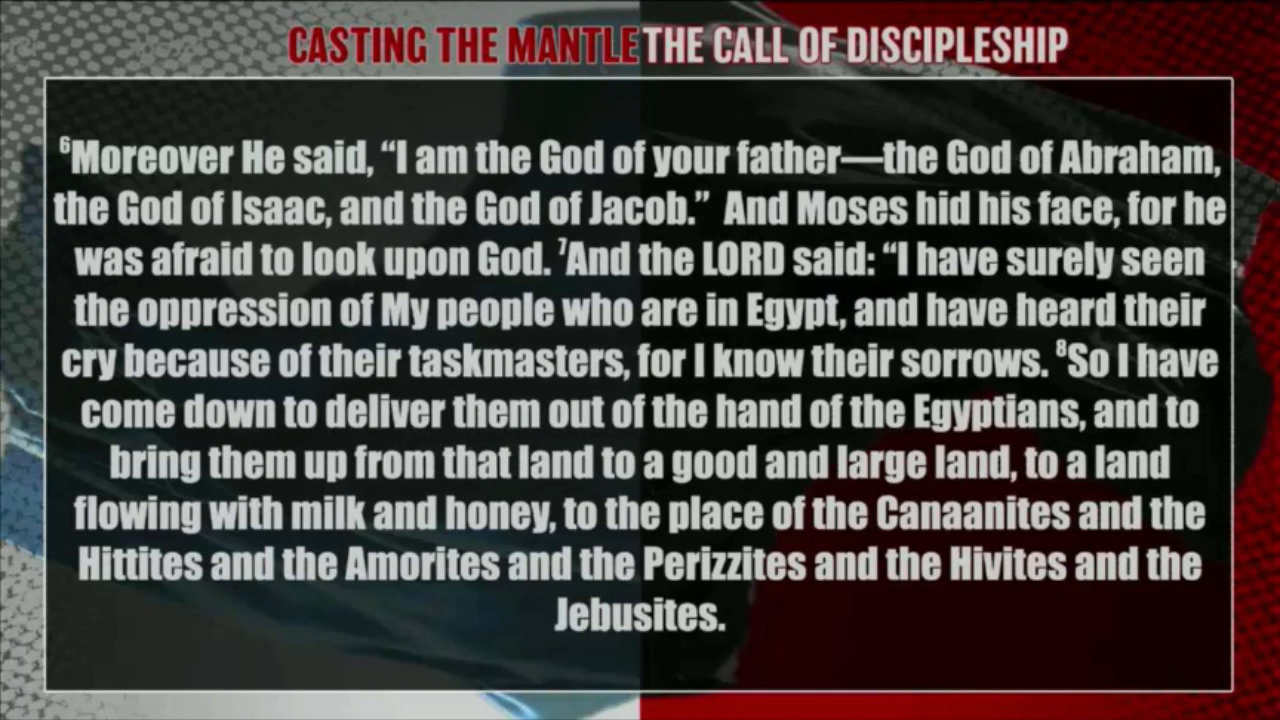 CASTING THE MANTLE THE CALL OF DISCIPLESHIP
⁶Moreover He said, “I am the God of your father—the God of Abraham,
the God of Isaac, and the God of Jacob.” And Moses hid his face, for he
was afraid to look upon God. ⁷And the LORD said: “I have surely seen
the oppression of My people who are in Egypt, and have heard their
cry because of their taskmasters, for I know their sorrows. ⁸So I have
come down to deliver them out of the hand of the Egyptians, and to
bring them up from that land to a good and large land, to a land
flowing with milk and honey, to the place of the Canaanites and the
Hittites and the Amorites and the Perizzites and the Hivites and the
Jebusites.